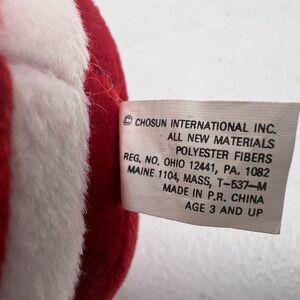 © CHOSUN INTERNATIONAL INC.
ALL NEW MATERIALS
POLYESTER FIBERS
REG. NO. OHIO 12441, PA. 1082
MAINE 1104, MASS, T-637-M
MADE IN P.R. CHINA
AGE 3 AND UP